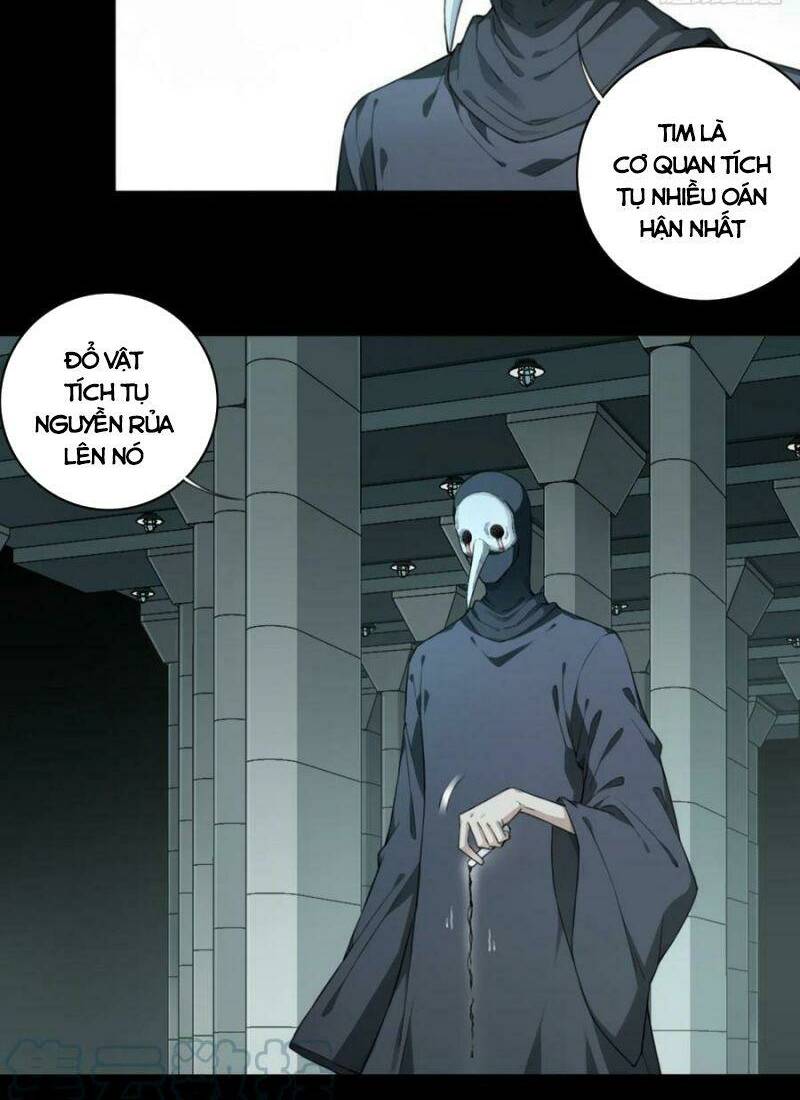 TIM LÀ
CƠ QUAN TÍCH
TỤ NHIỀU OÁN
HẬN NHẤT
ĐỔ VẬT
TÍCH TỤ
NGUYỀN RỦA
LÊN NÓ